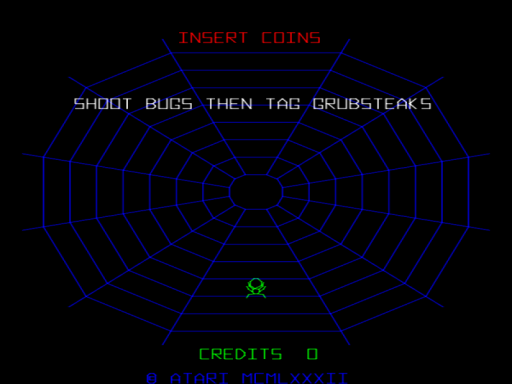 INSERT COINS
SHOOT BUGS THEN TAG GRUBSTEAKS
CREDITS 0
© ATARI MCMLXXXII